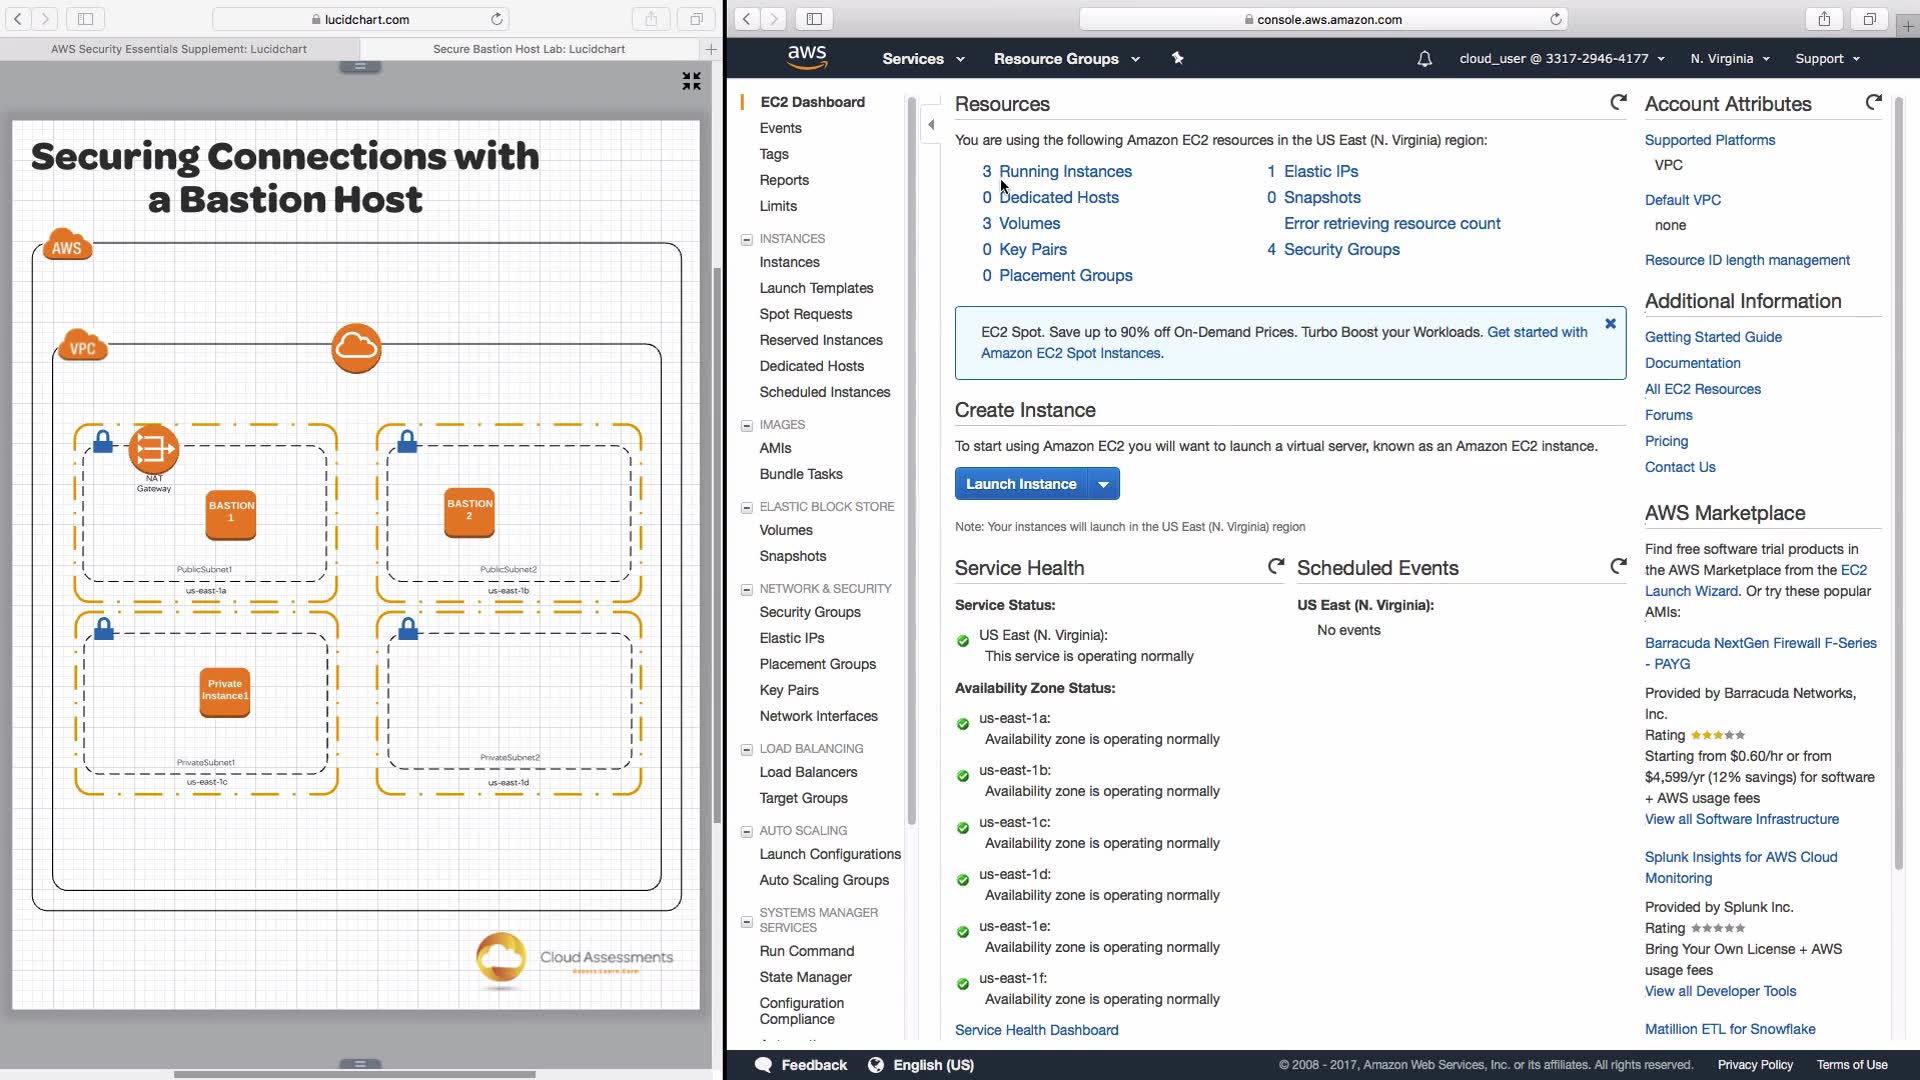 lucidchart.com
AWS Security Essentials Supplement: Lucidchart
Secure Bastion Host Lab: Lucidchart
Securing Connections with
a Bastion Host
AWS
VPC
NAT
Gateway
BASTION
1
PublicSubnet1
us-east-1a
BASTION
2
PublicSubnet2
us-east-1b
Private
Instance1
PrivateSubnet1
us-east-1c
PrivateSubnet2
us-east-1d
Cloud Assessments
Assess.Learn.Earn.
console.aws.amazon.com
aws
Services
Resource Groups
cloud_user @ 3317-2946-4177
N. Virginia
Support
EC2 Dashboard
Events
Tags
Reports
Limits
INSTANCES
Instances
Launch Templates
Spot Requests
Reserved Instances
Dedicated Hosts
Scheduled Instances
IMAGES
AMIs
Bundle Tasks
ELASTIC BLOCK STORE
Volumes
Snapshots
NETWORK & SECURITY
Security Groups
Elastic IPs
Placement Groups
Key Pairs
Network Interfaces
LOAD BALANCING
Load Balancers
Target Groups
AUTO SCALING
Launch Configurations
Auto Scaling Groups
SYSTEMS MANAGER
SERVICES
Run Command
State Manager
Configuration
Compliance
Resources
You are using the following Amazon EC2 resources in the US East (N. Virginia) region:
3 Running Instances
1 Elastic IPs
0 Dedicated Hosts
0 Snapshots
3 Volumes
Error retrieving resource count
0 Key Pairs
4 Security Groups
0 Placement Groups
EC2 Spot. Save up to 90% off On-Demand Prices. Turbo Boost your Workloads. Get started with
Amazon EC2 Spot Instances.
Create Instance
To start using Amazon EC2 you will want to launch a virtual server, known as an Amazon EC2 instance.
Launch Instance
Note: Your instances will launch in the US East (N. Virginia) region
Service Health
Service Status:
US East (N. Virginia):
This service is operating normally
Availability Zone Status:
us-east-1a:
Availability zone is operating normally
us-east-1b:
Availability zone is operating normally
us-east-1c:
Availability zone is operating normally
us-east-1d:
Availability zone is operating normally
us-east-1e:
Availability zone is operating normally
us-east-1f:
Availability zone is operating normally
Service Health Dashboard
Scheduled Events
US East (N. Virginia):
No events
Account Attributes
Supported Platforms
VPC
Default VPC
none
Resource ID length management
Additional Information
Getting Started Guide
Documentation
All EC2 Resources
Forums
Pricing
Contact Us
AWS Marketplace
Find free software trial products in
the AWS Marketplace from the EC2
Launch Wizard. Or try these popular
AMIs:
Barracuda NextGen Firewall F-Series
- PAYG
Provided by Barracuda Networks,
Inc.
Rating
Starting from $0.60/hr or from
$4,599/yr (12% savings) for software
+ AWS usage fees
View all Software Infrastructure
Splunk Insights for AWS Cloud
Monitoring
Provided by Splunk Inc.
Rating
Bring Your Own License + AWS
usage fees
View all Developer Tools
Matillion ETL for Snowflake
Feedback
English (US)
© 2008 - 2017, Amazon Web Services, Inc. or its affiliates. All rights reserved.
Privacy Policy
Terms of Use